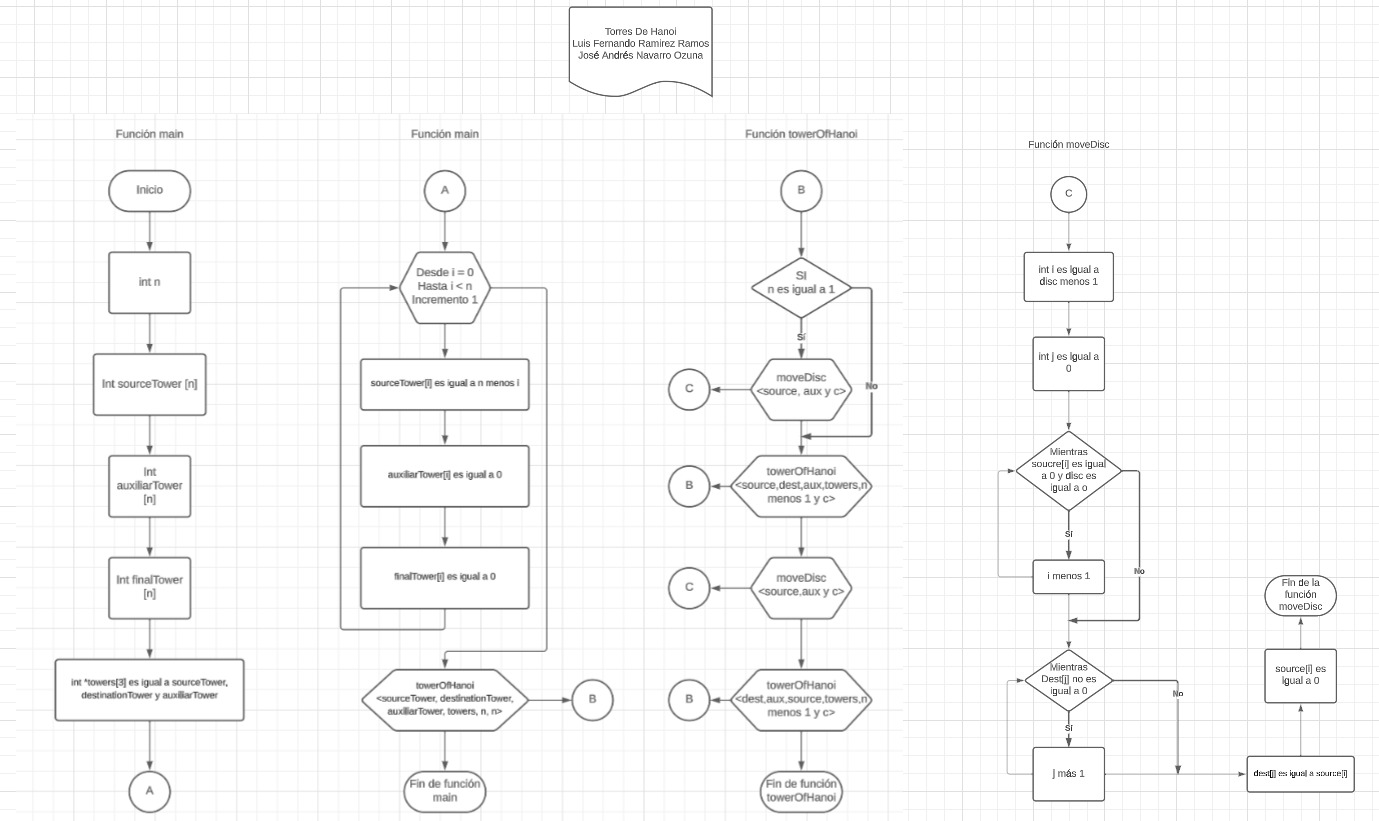 Torres De Hanoi
Luis Fernando Ramirez Ramos
José Andrés Navarro Ozuna
Función main
Inicio
int n
Int sourceTower [n]
Int
auxiliarTower
[n]
Int finalTower
[n]
int *towers[3] es igual a sourceTower,
destinationTower y auxiliarTower
A
Función main
A
Desde i = 0
Hasta i < n
Incremento 1
sourceTower[i] es igual a n menos i
auxiliarTower[i] es igual a 0
finalTower[i] es igual a 0
towerOfHanoi
<sourceTower, destinationTower,
auxiliarTower, towers, n, n>
B
Fin de función
main
Función towerOfHanoi
B
SI
n es igual a 1
Sí
No
moveDisc
<source, aux y c>
C
towerOfHanoi
<source,dest,aux,towers,n
menos 1 y c>
B
moveDisc
<source,aux y c>
C
towerOfHanoi
<dest,aux,source,towers,n
menos 1 y c>
B
Fin de función
towerOfHanoi
Función moveDisc
C
int i es igual a
disc menos 1
int j es igual a
0
Mientras
soucre[i] es igual
a 0 y disc es
igual a o
Sí
No
i menos 1
Mientras
Dest[j] no es
igual a 0
Sí
No
j más 1
dest[j] es igual a source[i]
source[i] es
igual a 0
Fin de la
función
moveDisc